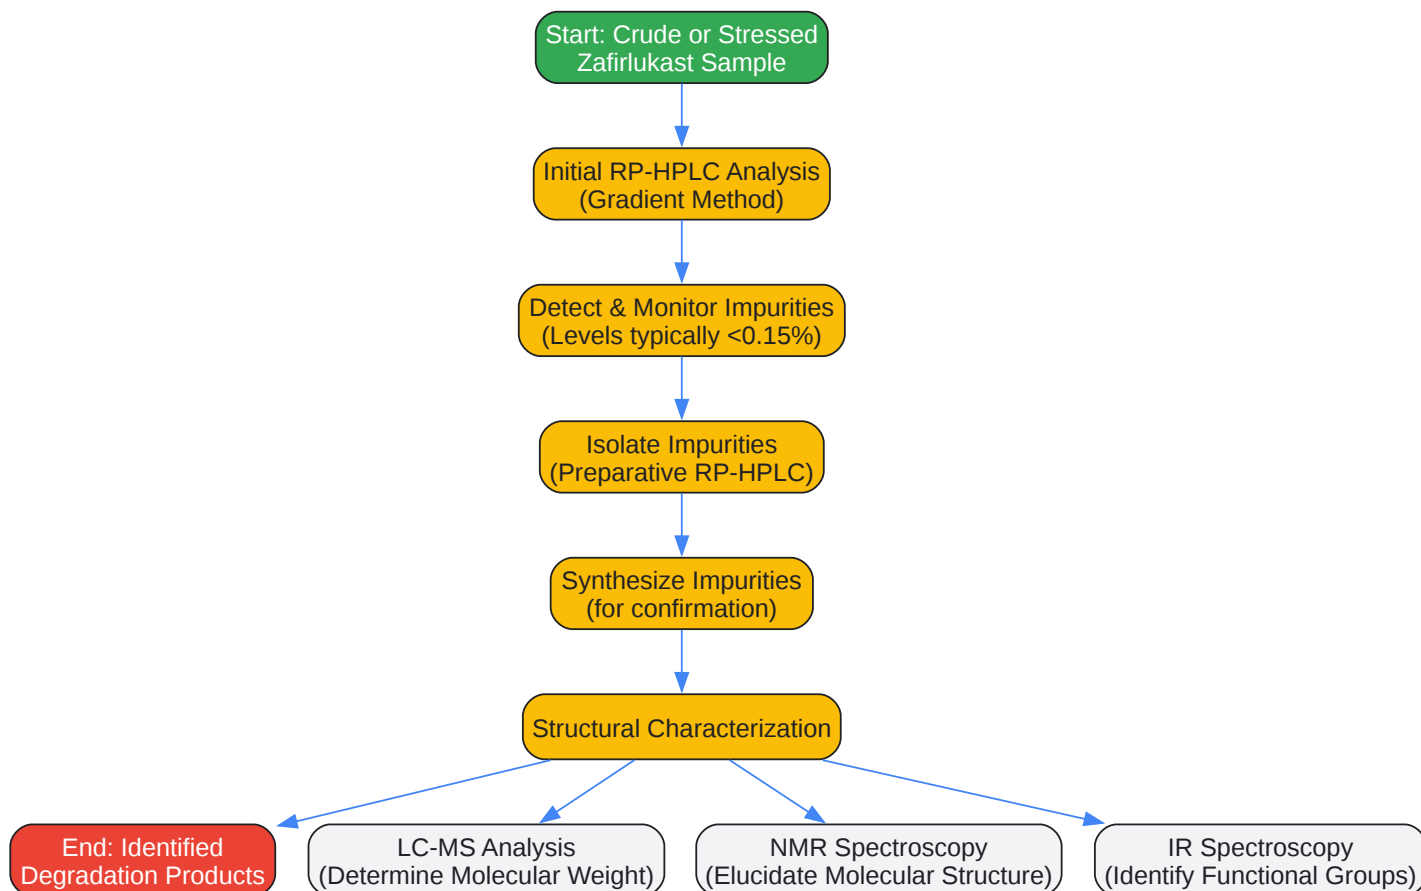 Start: Crude or Stressed
Zafirlukast Sample
Initial RP-HPLC Analysis
(Gradient Method)
Detect & Monitor Impurities
(Levels typically <0.15%)
Isolate Impurities
(Preparative RP-HPLC)
Synthesize Impurities
(for confirmation)
Structural Characterization
End: Identified
Degradation Products
LC-MS Analysis
(Determine Molecular Weight)
NMR Spectroscopy
(Elucidate Molecular Structure)
IR Spectroscopy
(Identify Functional Groups)